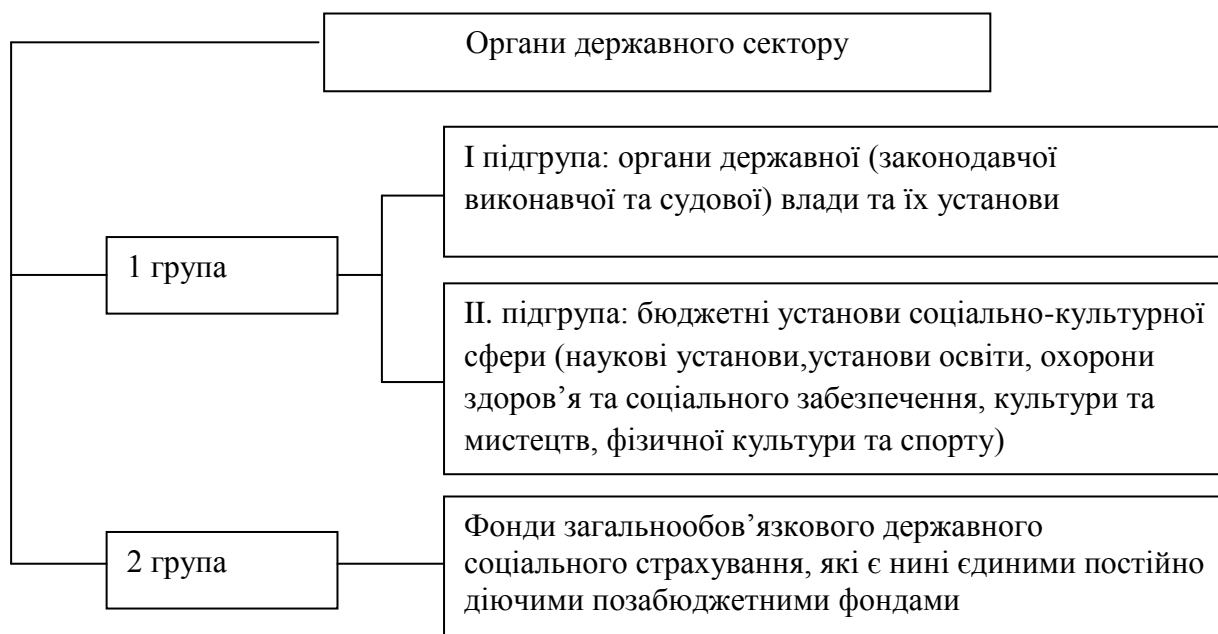 Органи державного сектору
І підгрупа: органи державної (законодавчої
виконавчої та судової) влади та їх установи
1 група
ІІ. підгрупа: бюджетні установи соціально-культурної
сфери (наукові установи,установи освіти, охорони
здоров’я та соціального забезпечення, культури та
мистецтв, фізичної культури та спорту)
2 група
Фонди загальнообов’язкового державного
соціального страхування, які є нині єдиними постійно
діючими позабюджетними фондами